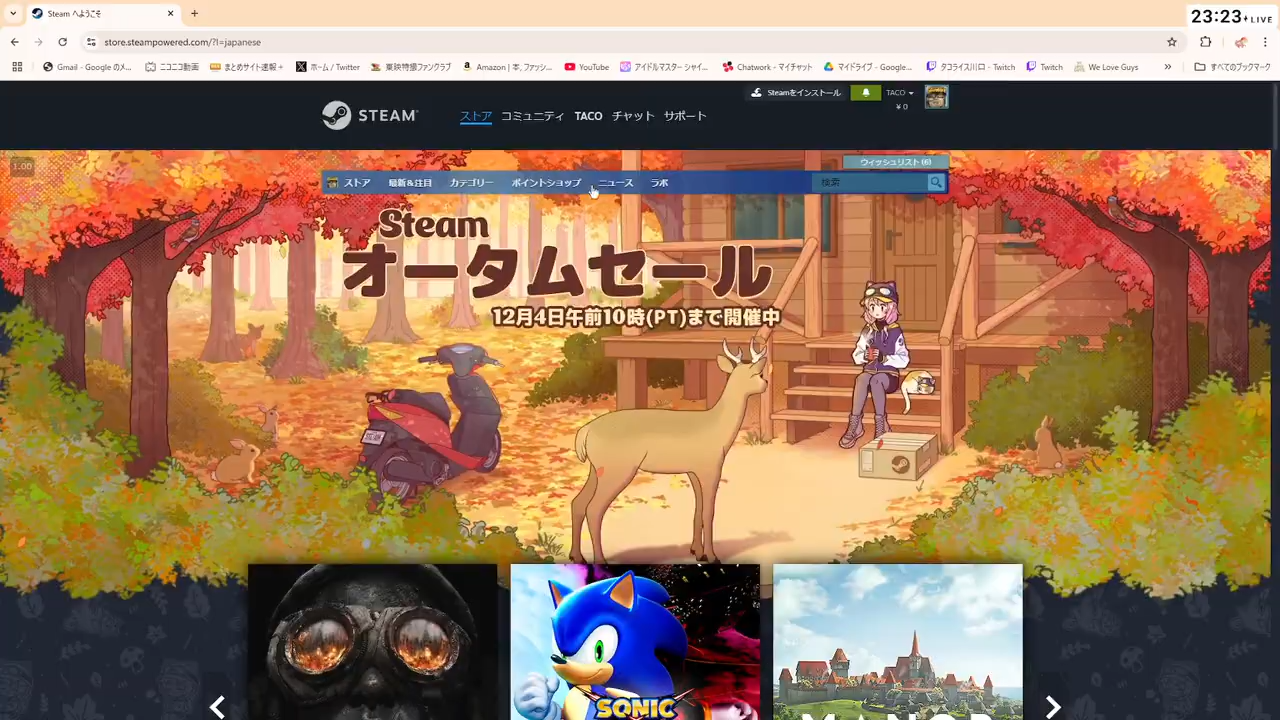 Steam へようこそ
23:23 LIVE
store.steampowered.com/?l=japanese
Gmail - Google のメ...
ニコニコ動画
まとめサイト速報+
ホーム / Twitter
東映特撮ファンクラブ
Amazon | 本, ファッシ...
YouTube
アイドルマスター シャイ...
Chatwork - マイチャット
マイドライブ - Google...
タコライス川口 - Twitch
Twitch
We Love Guys
»
すべてのブックマーク
Steamをインストール
TACO
¥ 0
STEAM
ストア コミュニティ TACO チャット サポート
1.00
ウィッシュリスト (6)
ストア 最新&注目 カテゴリー ポイントショップ ニュース ラボ
検索
Steam
オータムセール
12月4日午前10時(PT)まで開催中
SONIC
MANOR